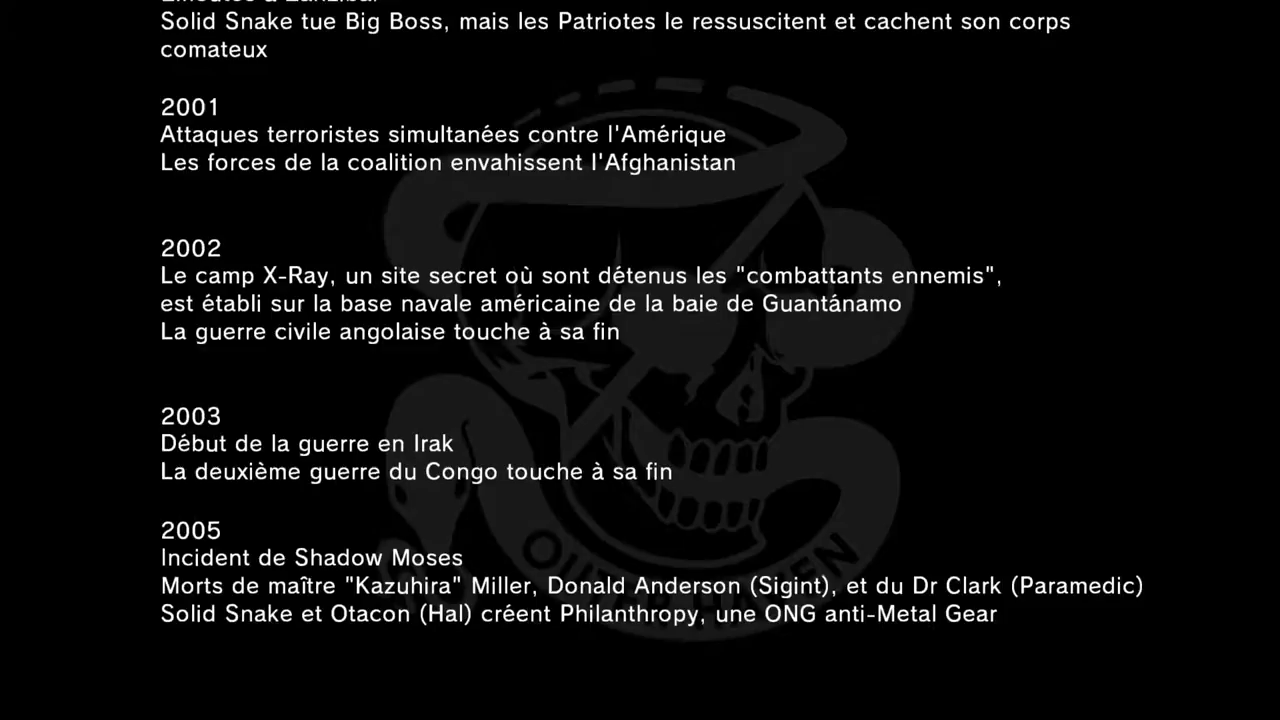 Solid Snake tue Big Boss, mais les Patriotes le ressuscitent et cachent son corps
comateux
2001
Attaques terroristes simultanées contre l'Amérique
Les forces de la coalition envahissent l'Afghanistan
2002
Le camp X-Ray, un site secret où sont détenus les "combattants ennemis",
est établi sur la base navale américaine de la baie de Guantánamo
La guerre civile angolaise touche à sa fin
2003
Début de la guerre en Irak
La deuxième guerre du Congo touche à sa fin
2005
Incident de Shadow Moses
Morts de maître "Kazuhira" Miller, Donald Anderson (Sigint), et du Dr Clark (Paramedic)
Solid Snake et Otacon (Hal) créent Philanthropy, une ONG anti-Metal Gear